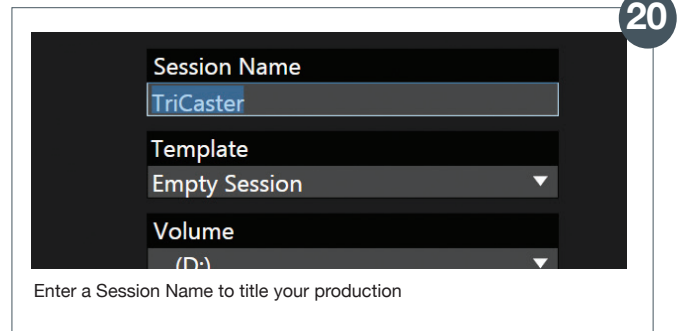 20
Session Name
TriCaster
Template
Empty Session
Volume
(D:)
Enter a Session Name to title your production